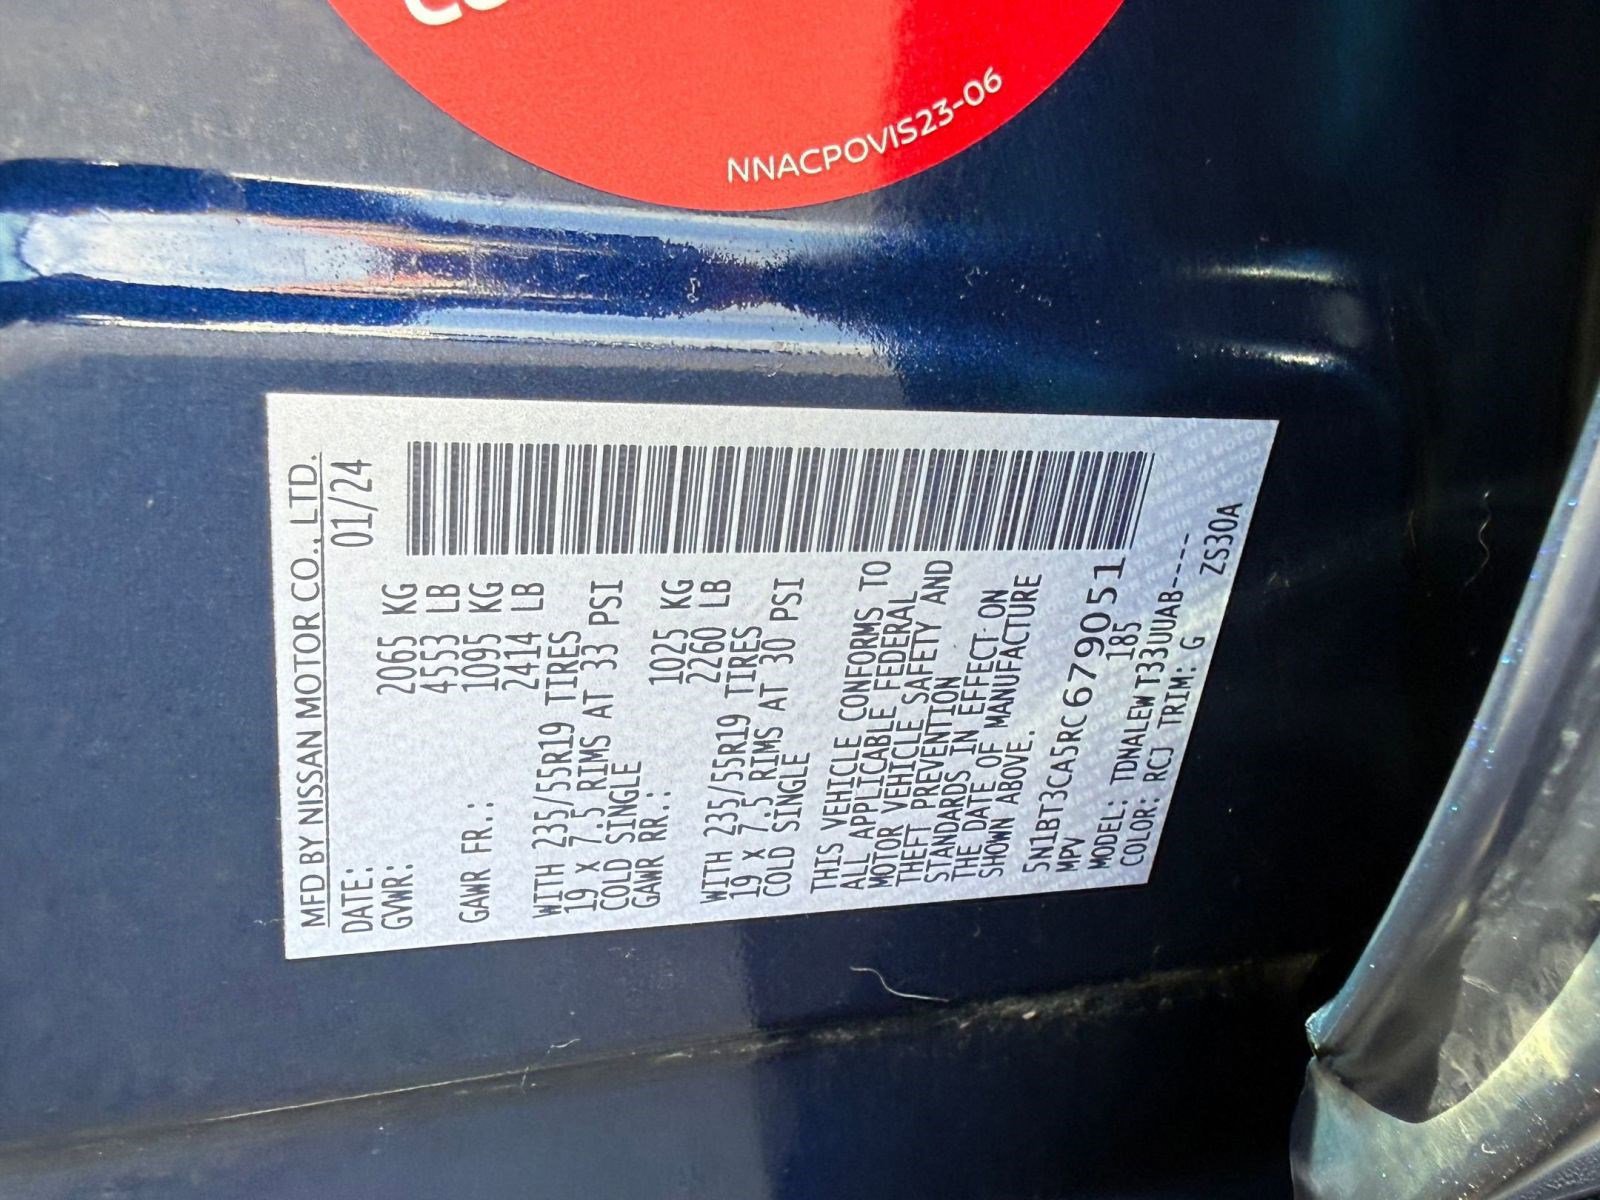 NNACPOVIS23-06
MFD BY NISSAN MOTOR CO., LTD.
DATE: 01/24
GVWR: 2065 KG
4553 LB
GAWR FR.: 1095 KG
2414 LB
WITH 235/55R19 TIRES
19 X 7.5 RIMS AT 33 PSI
COLD SINGLE
GAWR RR.: 1025 KG
2260 LB
WITH 235/55R19 TIRES
19 X 7.5 RIMS AT 30 PSI
COLD SINGLE
THIS VEHICLE CONFORMS TO
ALL APPLICABLE FEDERAL
MOTOR VEHICLE SAFETY AND
THEFT PREVENTION
STANDARDS IN EFFECT ON
THE DATE OF MANUFACTURE
SHOWN ABOVE.
5N1BT3CA5RC679051
MPV 185
MODEL: TDNALEW T33UUAB-----
COLOR: RCJ TRIM: G ZS30A